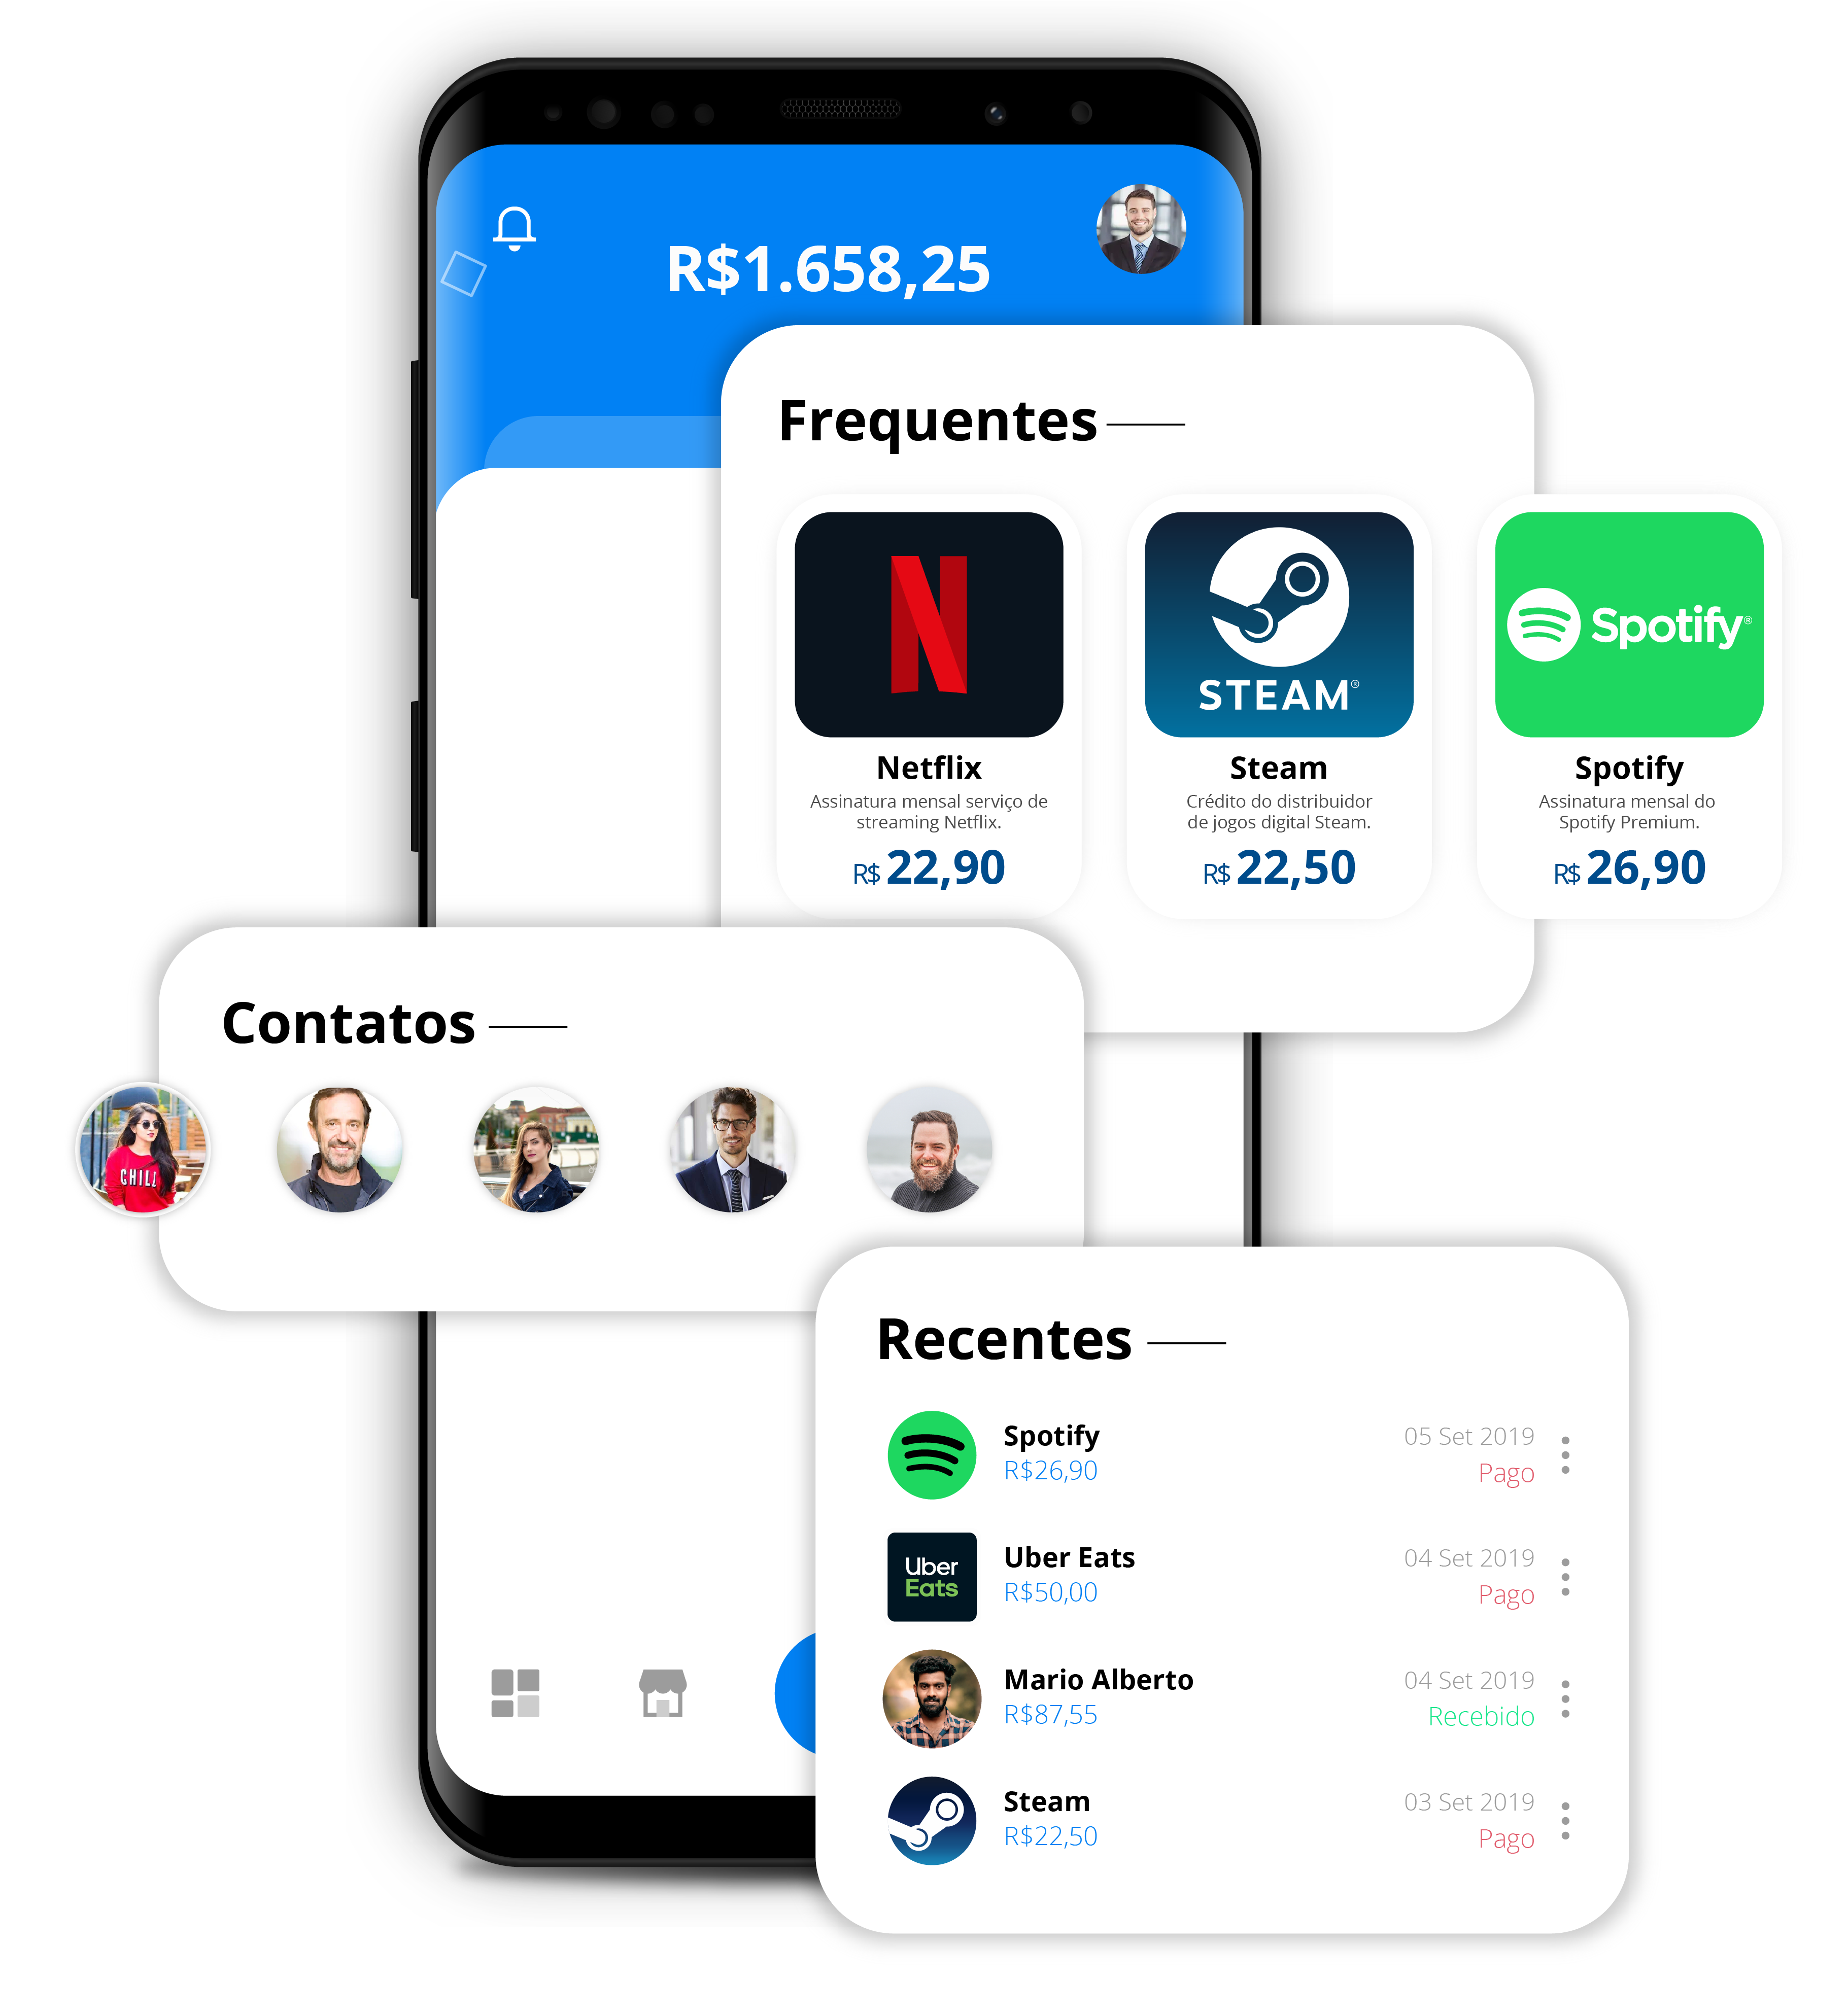 R$1.658,25
Frequentes
STEAM®
Spotify®
Netflix
Assinatura mensal serviço de
streaming Netflix.
R$ 22,90
Steam
Crédito do distribuidor
de jogos digital Steam.
R$ 22,50
Spotify
Assinatura mensal do
Spotify Premium.
R$ 26,90
Contatos
CHILL
Recentes
Spotify
05 Set 2019
R$26,90
Pago
Uber
Eats
Uber Eats
04 Set 2019
R$50,00
Pago
Mario Alberto
04 Set 2019
R$87,55
Recebido
Steam
03 Set 2019
R$22,50
Pago